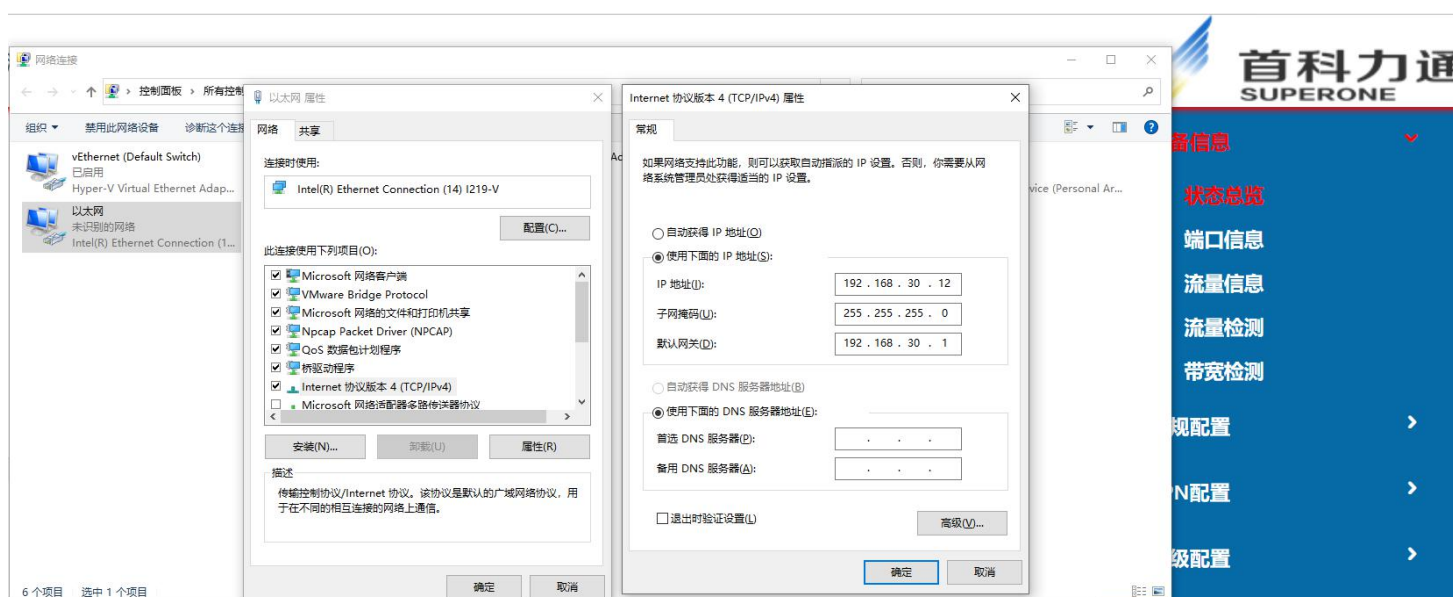 网络连接
控制面板 › 所有控制
组织 禁用此网络设备 诊断这个连接
vEthernet (Default Switch)
已启用
Hyper-V Virtual Ethernet Adap...
以太网
未识别的网络
Intel(R) Ethernet Connection (1...
vice (Personal Ar...
6 个项目 选中 1 个项目
以太网 属性
网络 共享
连接时使用:
Intel(R) Ethernet Connection (14) I219-V
配置(C)...
此连接使用下列项目(O):
Microsoft 网络客户端
VMware Bridge Protocol
Microsoft 网络的文件和打印机共享
Npcap Packet Driver (NPCAP)
QoS 数据包计划程序
桥驱动程序
Internet 协议版本 4 (TCP/IPv4)
Microsoft 网络适配器多路传送器协议
安装(N)... 卸载(U) 属性(R)
描述
传输控制协议/Internet 协议。该协议是默认的广域网络协议，用
于在不同的相互连接的网络上通信。
确定 取消
Internet 协议版本 4 (TCP/IPv4) 属性
常规
如果网络支持此功能，则可以获取自动指派的 IP 设置。否则，你需要从网
络系统管理员处获得适当的 IP 设置。
自动获得 IP 地址(O)
使用下面的 IP 地址(S):
IP 地址(I): 192 . 168 . 30 . 12
子网掩码(U): 255 . 255 . 255 . 0
默认网关(D): 192 . 168 . 30 . 1
自动获得 DNS 服务器地址(B)
使用下面的 DNS 服务器地址(E):
首选 DNS 服务器(P): . . .
备用 DNS 服务器(A): . . .
退出时验证设置(L)
高级(V)...
确定 取消
首科力通
SUPERONE
备信息
状态总览
端口信息
流量信息
流量检测
带宽检测
规配置
PN配置
级配置